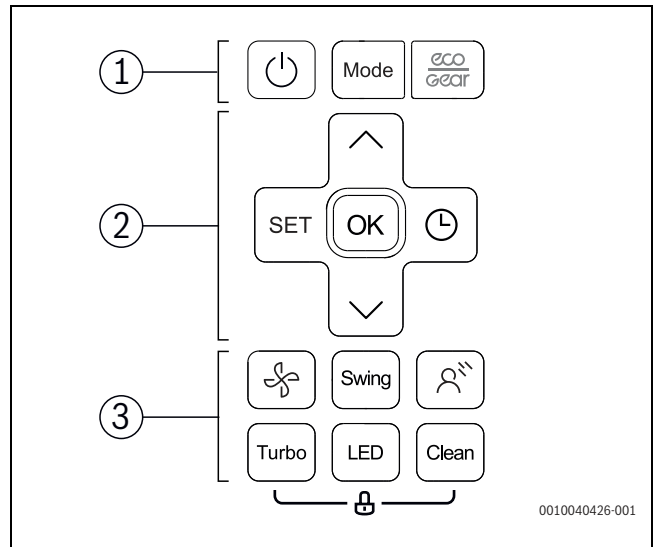 1
Mode
eco
Gear
2
SET
OK
3
Swing
Turbo
LED
Clean
0010040426-001